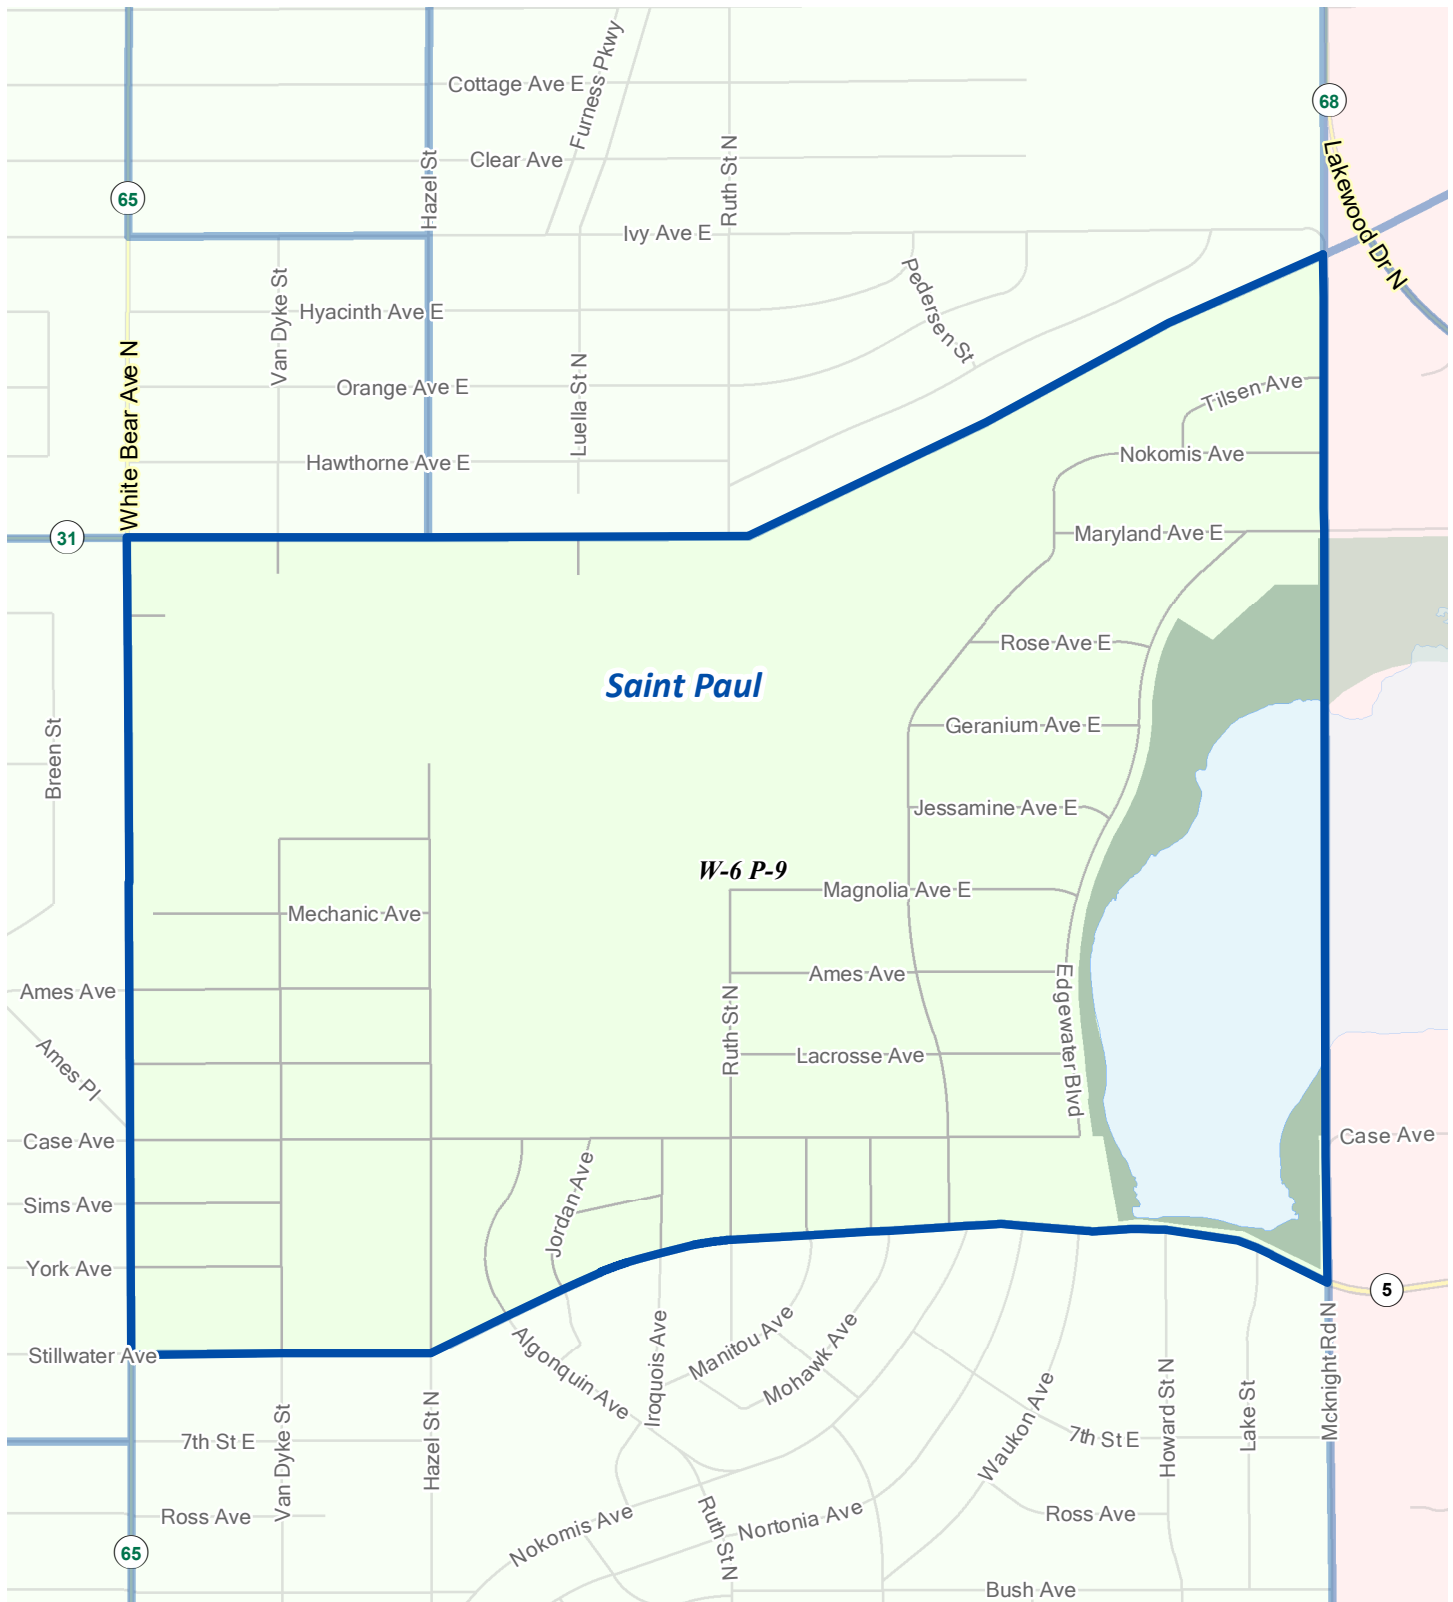 Cottage Ave E
Furness Pkwy
68
Clear Ave
Hazel St
Ruth St N
Lakewood Dr N
65
Ivy Ave E
Pedersen St
Van Dyke St
Hyacinth Ave E
White Bear Ave N
Orange Ave E
Luella St N
Tilsen Ave
Hawthorne Ave E
Nokomis Ave
31
Maryland Ave E
Rose Ave E
Saint Paul
Breen St
Geranium Ave E
Jessamine Ave E
W-6 P-9
Magnolia Ave E
Mechanic Ave
Ames Ave
Ames Ave
Edgewater Blvd
Ruth St N
Ames Pl
Lacrosse Ave
Case Ave
Case Ave
Jordan Ave
Sims Ave
York Ave
5
Stillwater Ave
Algonquin Ave
Iroquois Ave
Manitou Ave
Mohawk Ave
Mcknight Rd N
Van Dyke St
Hazel St N
Waukon Ave
Howard St N
Lake St
7th St E
7th St E
Ross Ave
Nokomis Ave
Ruth St N
Nortonia Ave
Ross Ave
65
Bush Ave